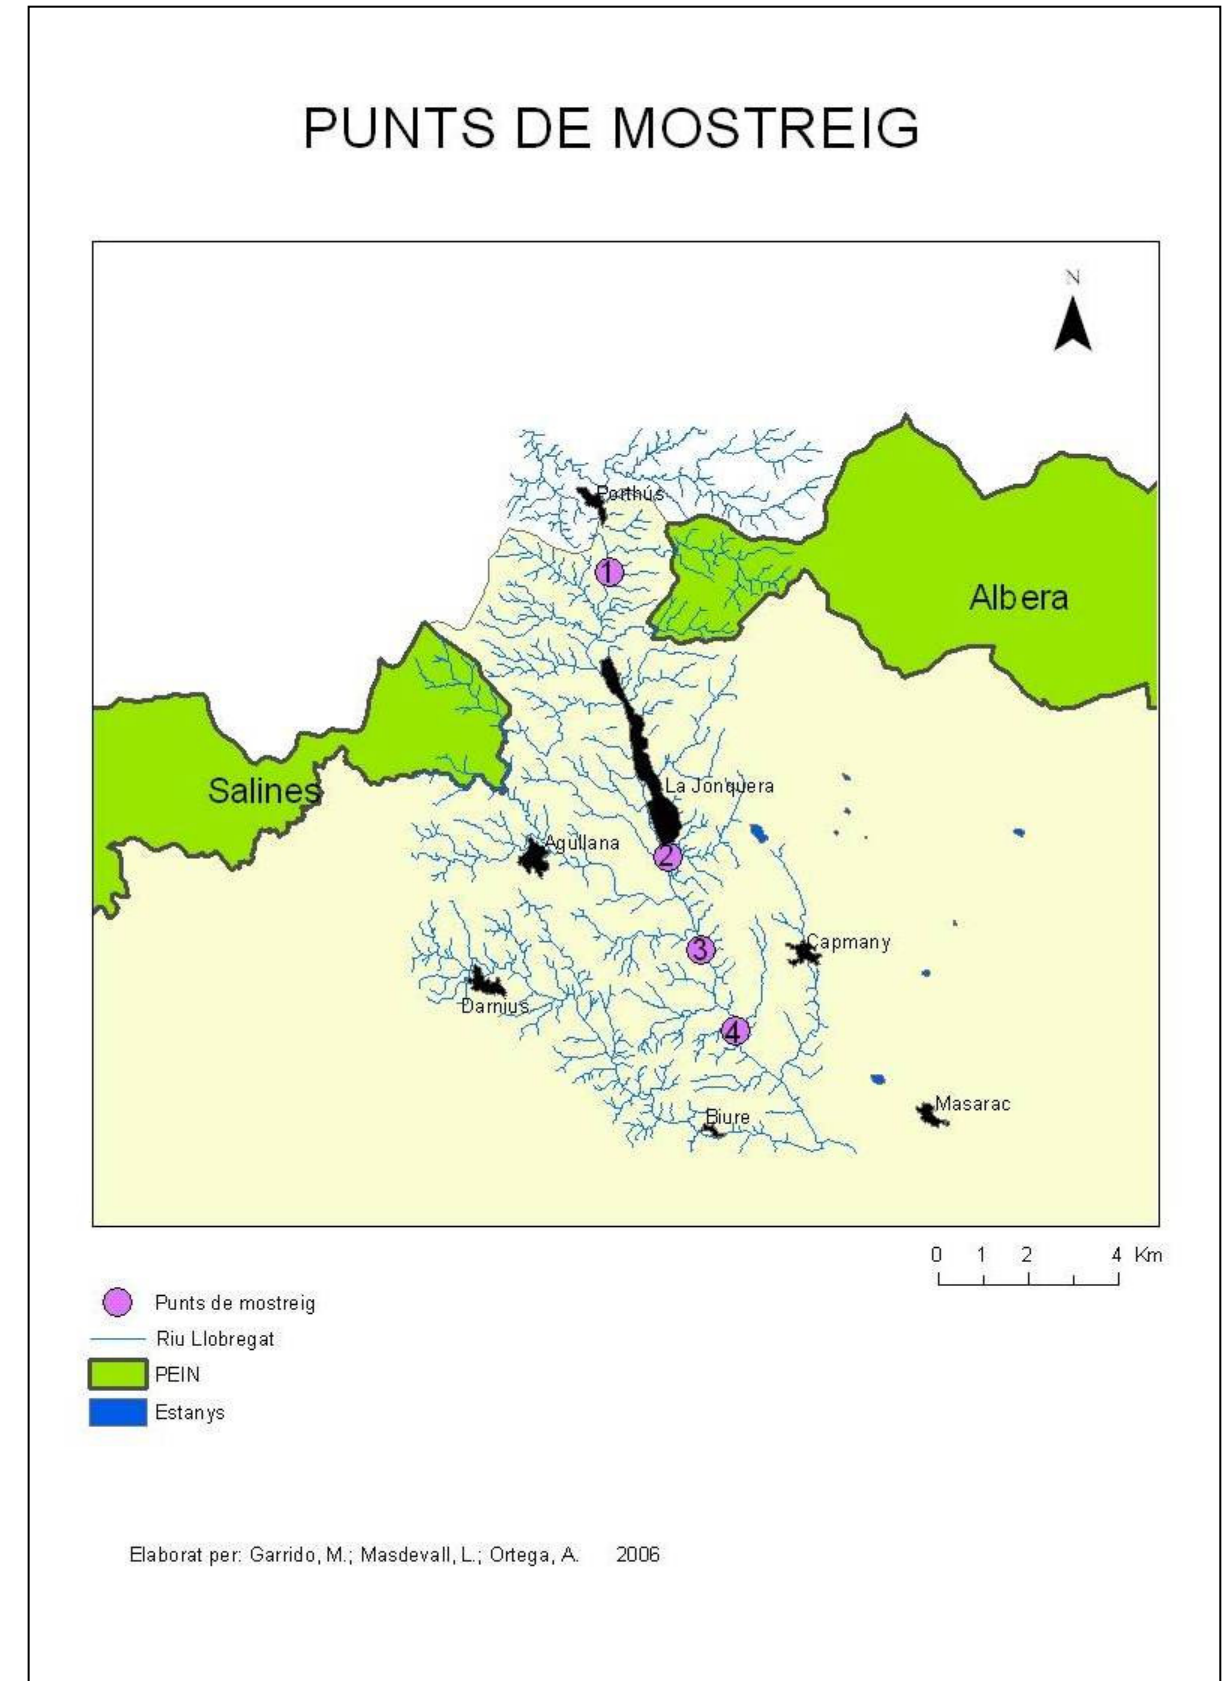 PUNTS DE MOSTREIG
N
Porthús
1
Albera
Salines
La Jonquera
Agullana
2
3
Capmany
Darnius
4
Masarac
Biure
0 1 2 4 Km
Punts de mostreig
Riu Llobregat
PEIN
Estanys
Elaborat per: Garrido, M.; Masdevall, L.; Ortega, A. 2006